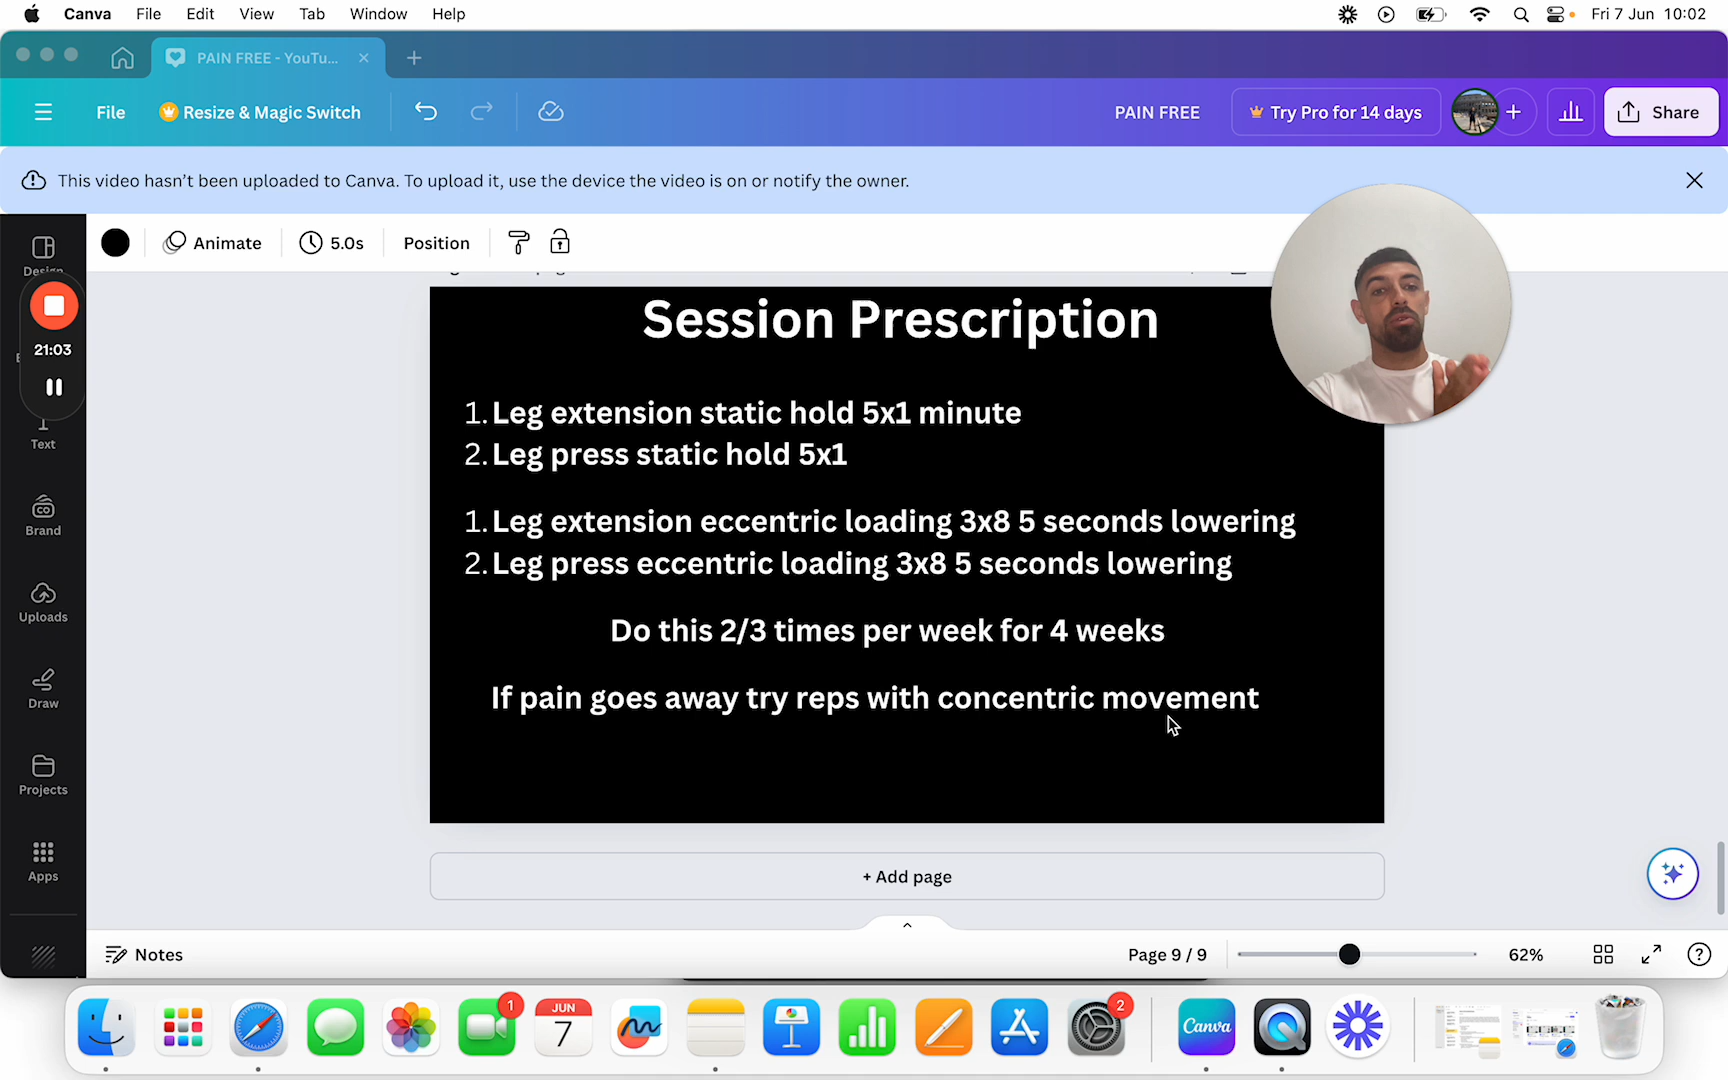 Canva File Edit View Tab Window Help Fri 7 Jun 10:02
PAIN FREE - YouTu...
File Resize & Magic Switch PAIN FREE Try Pro for 14 days Share
This video hasn’t been uploaded to Canva. To upload it, use the device the video is on or notify the owner.
Animate 5.0s Position
Design
21:03
Text
Brand
Uploads
Draw
Projects
Apps
Session Prescription
1. Leg extension static hold 5x1 minute
2. Leg press static hold 5x1
1. Leg extension eccentric loading 3x8 5 seconds lowering
2. Leg press eccentric loading 3x8 5 seconds lowering
Do this 2/3 times per week for 4 weeks
If pain goes away try reps with concentric movement
+ Add page
Notes Page 9 / 9 62%
1 JUN 7 2 Canva